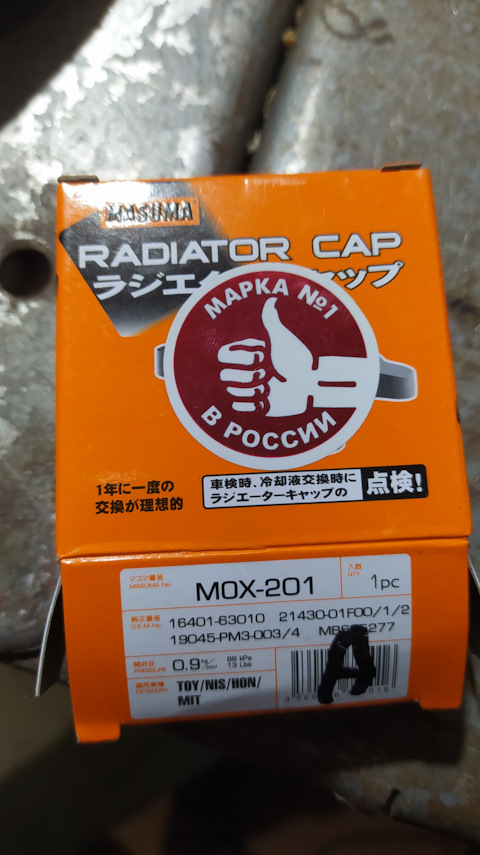 MASUMA
RADIATOR CAP
ラジエ
ャップ
МАРКА №1
В РОССИИ
1年に一度の
交換が理想的
車検時、冷却液交換時に
ラジエーターキャップの
点検!
マスマ番号
MASUMA No.
MOX-201
入数
QTY
1pc
純正番号
O.E.M.No
16401-63010 21430-01F00/1/2
19045-PM3-003/4
開弁圧
PRESSURE
0.9
88 kPa
13 Lbs
適用車種
CATEGORY
TOY/NIS/HON/
MIT
A